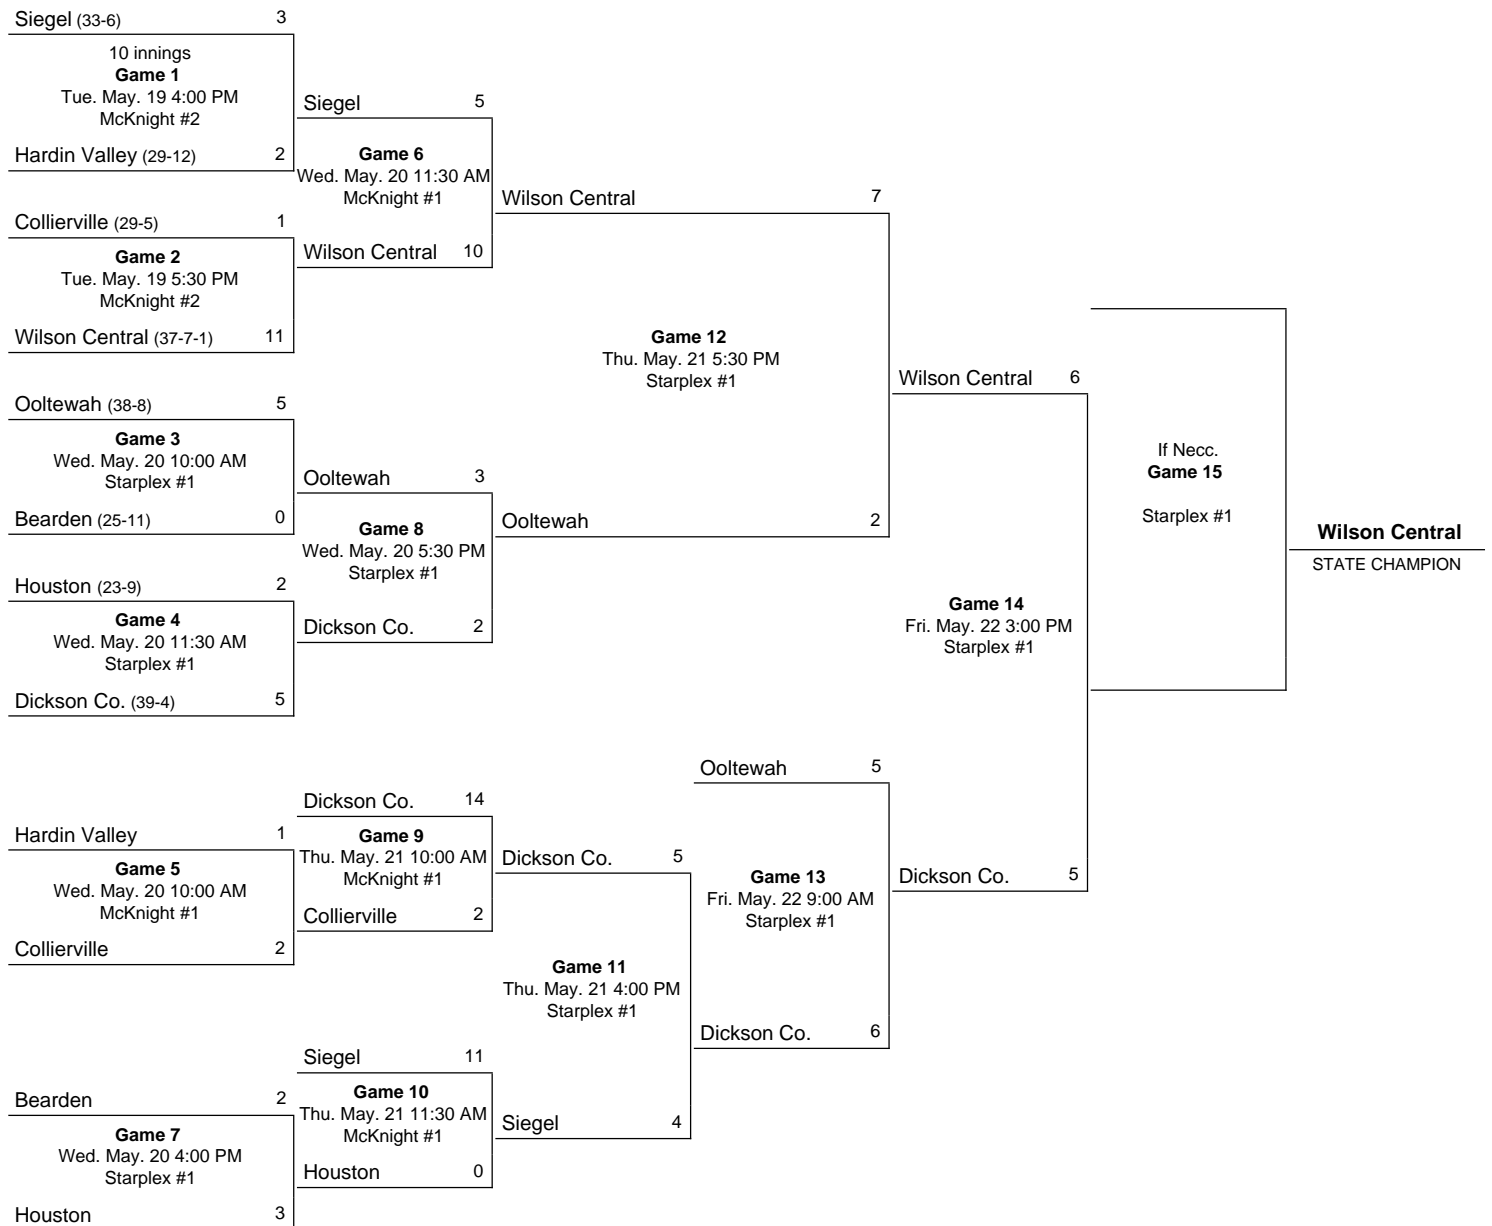 Siegel (33-6) 3
10 innings
Game 1
Tue. May. 19 4:00 PM
McKnight #2
Hardin Valley (29-12) 2
Collierville (29-5) 1
Game 2
Tue. May. 19 5:30 PM
McKnight #2
Wilson Central (37-7-1) 11
Ooltewah (38-8) 5
Game 3
Wed. May. 20 10:00 AM
Starplex #1
Bearden (25-11) 0
Houston (23-9) 2
Game 4
Wed. May. 20 11:30 AM
Starplex #1
Dickson Co. (39-4) 5
Siegel 5
Game 6
Wed. May. 20 11:30 AM
McKnight #1
Wilson Central 10
Ooltewah 3
Game 8
Wed. May. 20 5:30 PM
Starplex #1
Dickson Co. 2
Wilson Central 7
Game 12
Thu. May. 21 5:30 PM
Starplex #1
Ooltewah 2
Wilson Central 6
Game 14
Fri. May. 22 3:00 PM
Starplex #1
Dickson Co. 5
If Necc.
Game 15
Starplex #1
Wilson Central
STATE CHAMPION
Hardin Valley 1
Game 5
Wed. May. 20 10:00 AM
McKnight #1
Collierville 2
Bearden 2
Game 7
Wed. May. 20 4:00 PM
Starplex #1
Houston 3
Dickson Co. 14
Game 9
Thu. May. 21 10:00 AM
McKnight #1
Collierville 2
Siegel 11
Game 10
Thu. May. 21 11:30 AM
McKnight #1
Houston 0
Dickson Co. 5
Game 11
Thu. May. 21 4:00 PM
Starplex #1
Siegel 4
Ooltewah 5
Game 13
Fri. May. 22 9:00 AM
Starplex #1
Dickson Co. 6